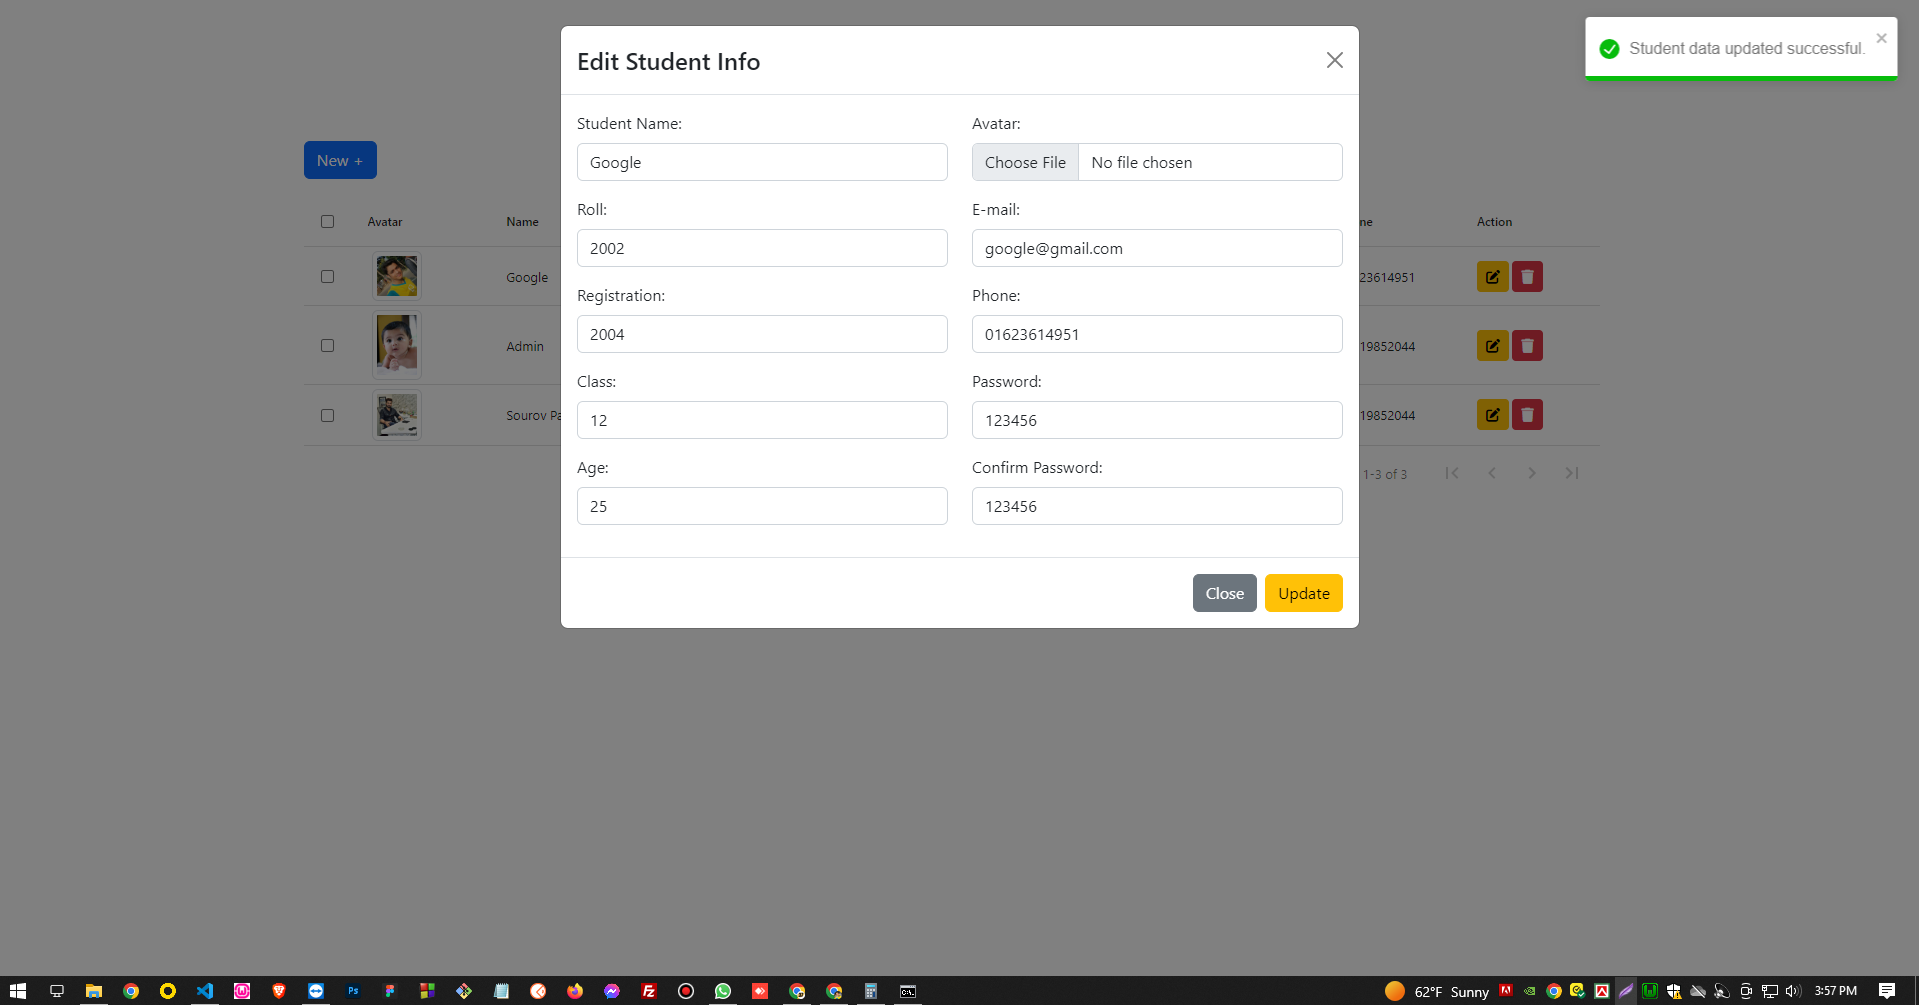 Edit Student Info
Student data updated successful.
Student Name:
Avatar:
Google
Choose File
No file chosen
Roll:
E-mail:
2002
google@gmail.com
Registration:
Phone:
2004
01623614951
Class:
Password:
12
123456
Age:
Confirm Password:
25
123456
Close
Update
New +
Avatar
Name
ne
Action
Google
23614951
Admin
19852044
Sourov Pa
19852044
1-3 of 3
62°F Sunny
3:57 PM